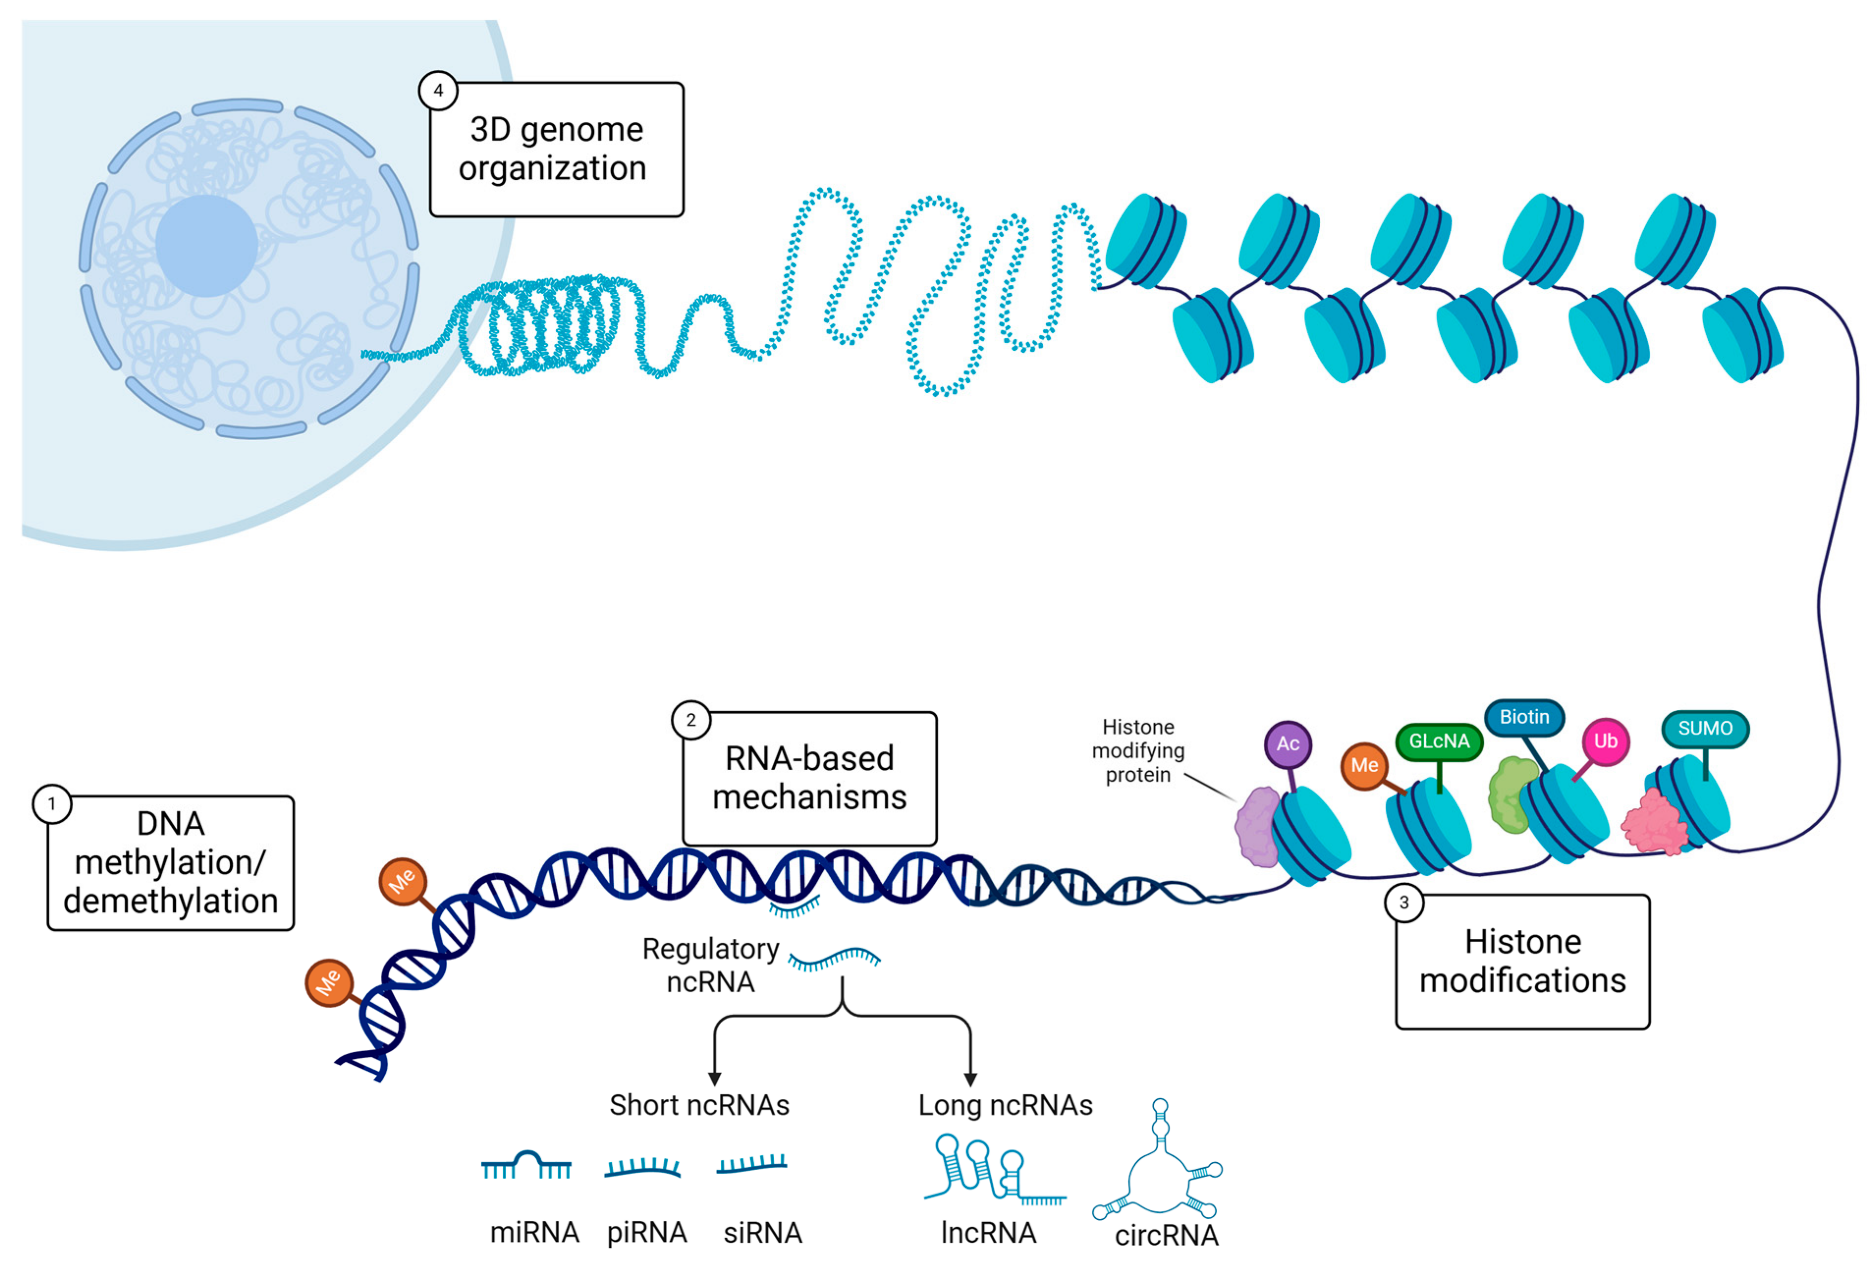 4
3D genome
organization
1
DNA
methylation/
demethylation
Me
Me
2
RNA-based
mechanisms
Regulatory
ncRNA
Short ncRNAs
Long ncRNAs
miRNA
piRNA
siRNA
lncRNA
circRNA
Histone
modifying
protein
Ac
Me
GLcNA
Biotin
Ub
SUMO
3
Histone
modifications